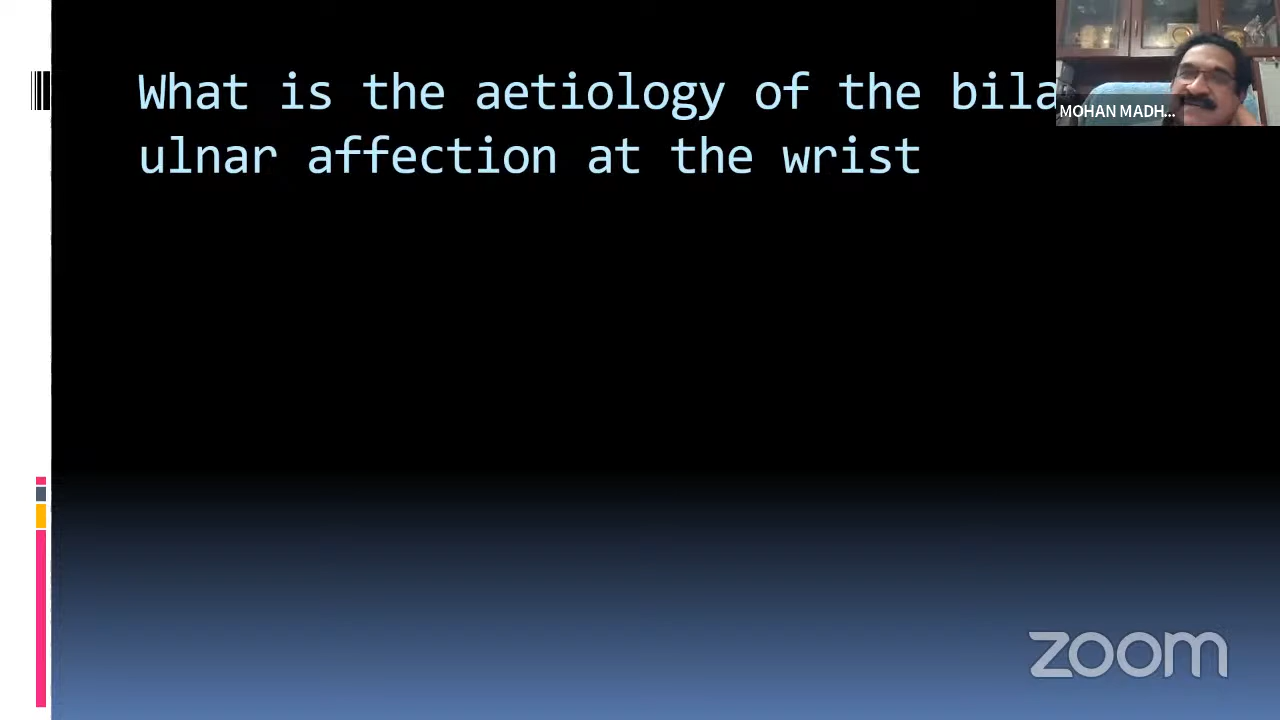 What is the aetiology of the bila
ulnar affection at the wrist
MOHAN MADH...
zoom